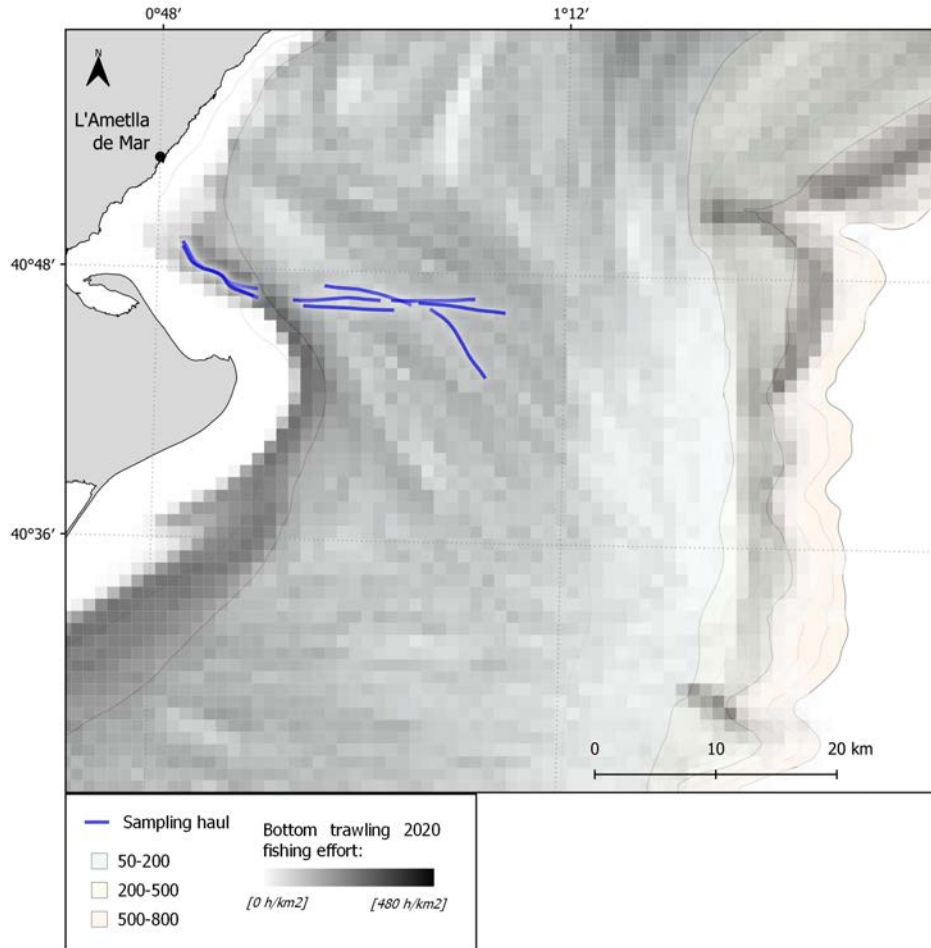 0°48′
1°12′
N
L'Ametlla
de Mar
40°48′
40°36′
0
10
20 km
Sampling haul
50-200
200-500
500-800
Bottom trawling 2020
fishing effort:
[0 h/km2]
[480 h/km2]